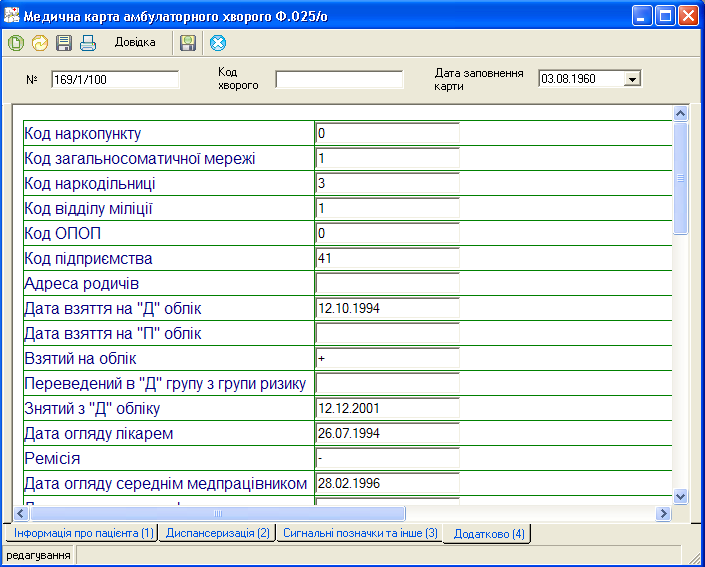 Медична карта амбулаторного хворого Ф.025/о
Довідка
№ 169/1/100
Код хворого
Дата заповнення карти 03.08.1960
Код наркопункту 0
Код загальносоматичної мережі 1
Код наркодільниці 3
Код відділу міліції 1
Код ОПОП 0
Код підприємства 41
Адреса родичів
Дата взяття на "Д" облік 12.10.1994
Дата взяття на "П" облік
Взятий на облік +
Переведений в "Д" групу з групи ризику
Знятий з "Д" обліку 12.12.2001
Дата огляду лікарем 26.07.1994
Ремісія -
Дата огляду середнім медпрацівником 28.02.1996
Інформація про пацієнта (1) Диспансеризація (2) Сигнальні позначки та інше (3) Додатково (4)
редагування